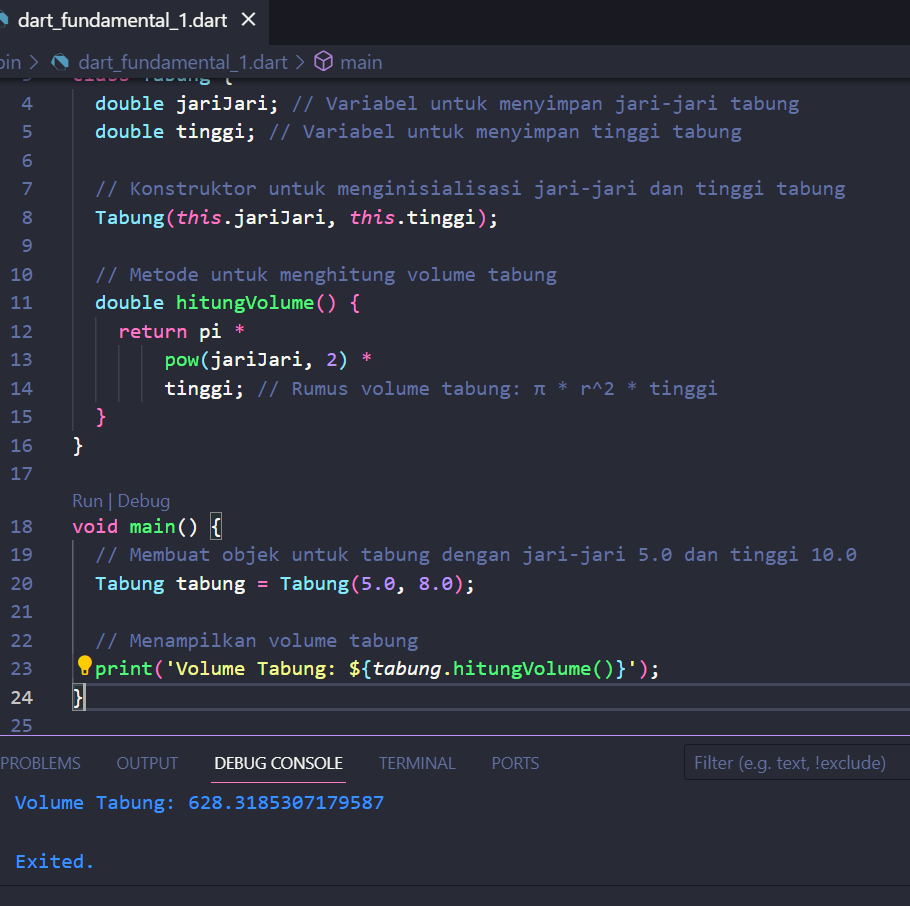 dart_fundamental_1.dart ×
bin > dart_fundamental_1.dart > main
3 class Tabung {
4 double jariJari; // Variabel untuk menyimpan jari-jari tabung
5 double tinggi; // Variabel untuk menyimpan tinggi tabung
6
7 // Konstruktor untuk menginisialisasi jari-jari dan tinggi tabung
8 Tabung(this.jariJari, this.tinggi);
9
10 // Metode untuk menghitung volume tabung
11 double hitungVolume() {
12 return pi *
13 pow(jariJari, 2) *
14 tinggi; // Rumus volume tabung: π * r^2 * tinggi
15 }
16 }
17
Run | Debug
18 void main() {
19 // Membuat objek untuk tabung dengan jari-jari 5.0 dan tinggi 10.0
20 Tabung tabung = Tabung(5.0, 8.0);
21
22 // Menampilkan volume tabung
23 print('Volume Tabung: ${tabung.hitungVolume()}');
24 }
25
PROBLEMS OUTPUT DEBUG CONSOLE TERMINAL PORTS Filter (e.g. text, !exclude)
Volume Tabung: 628.3185307179587
Exited.